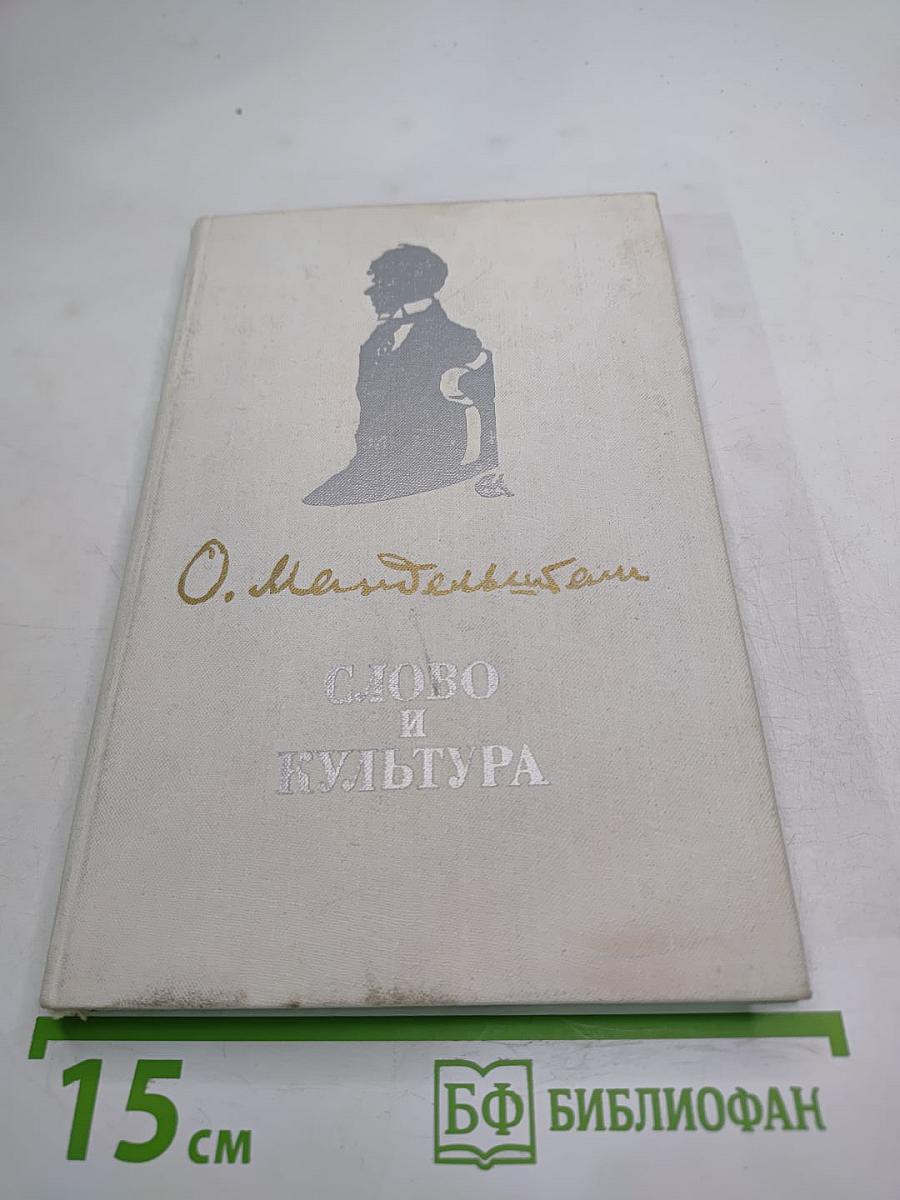 О. Мандельштам
СЛОВО
И
КУЛЬТУРА
15 см
БФ БИБЛИОФАН